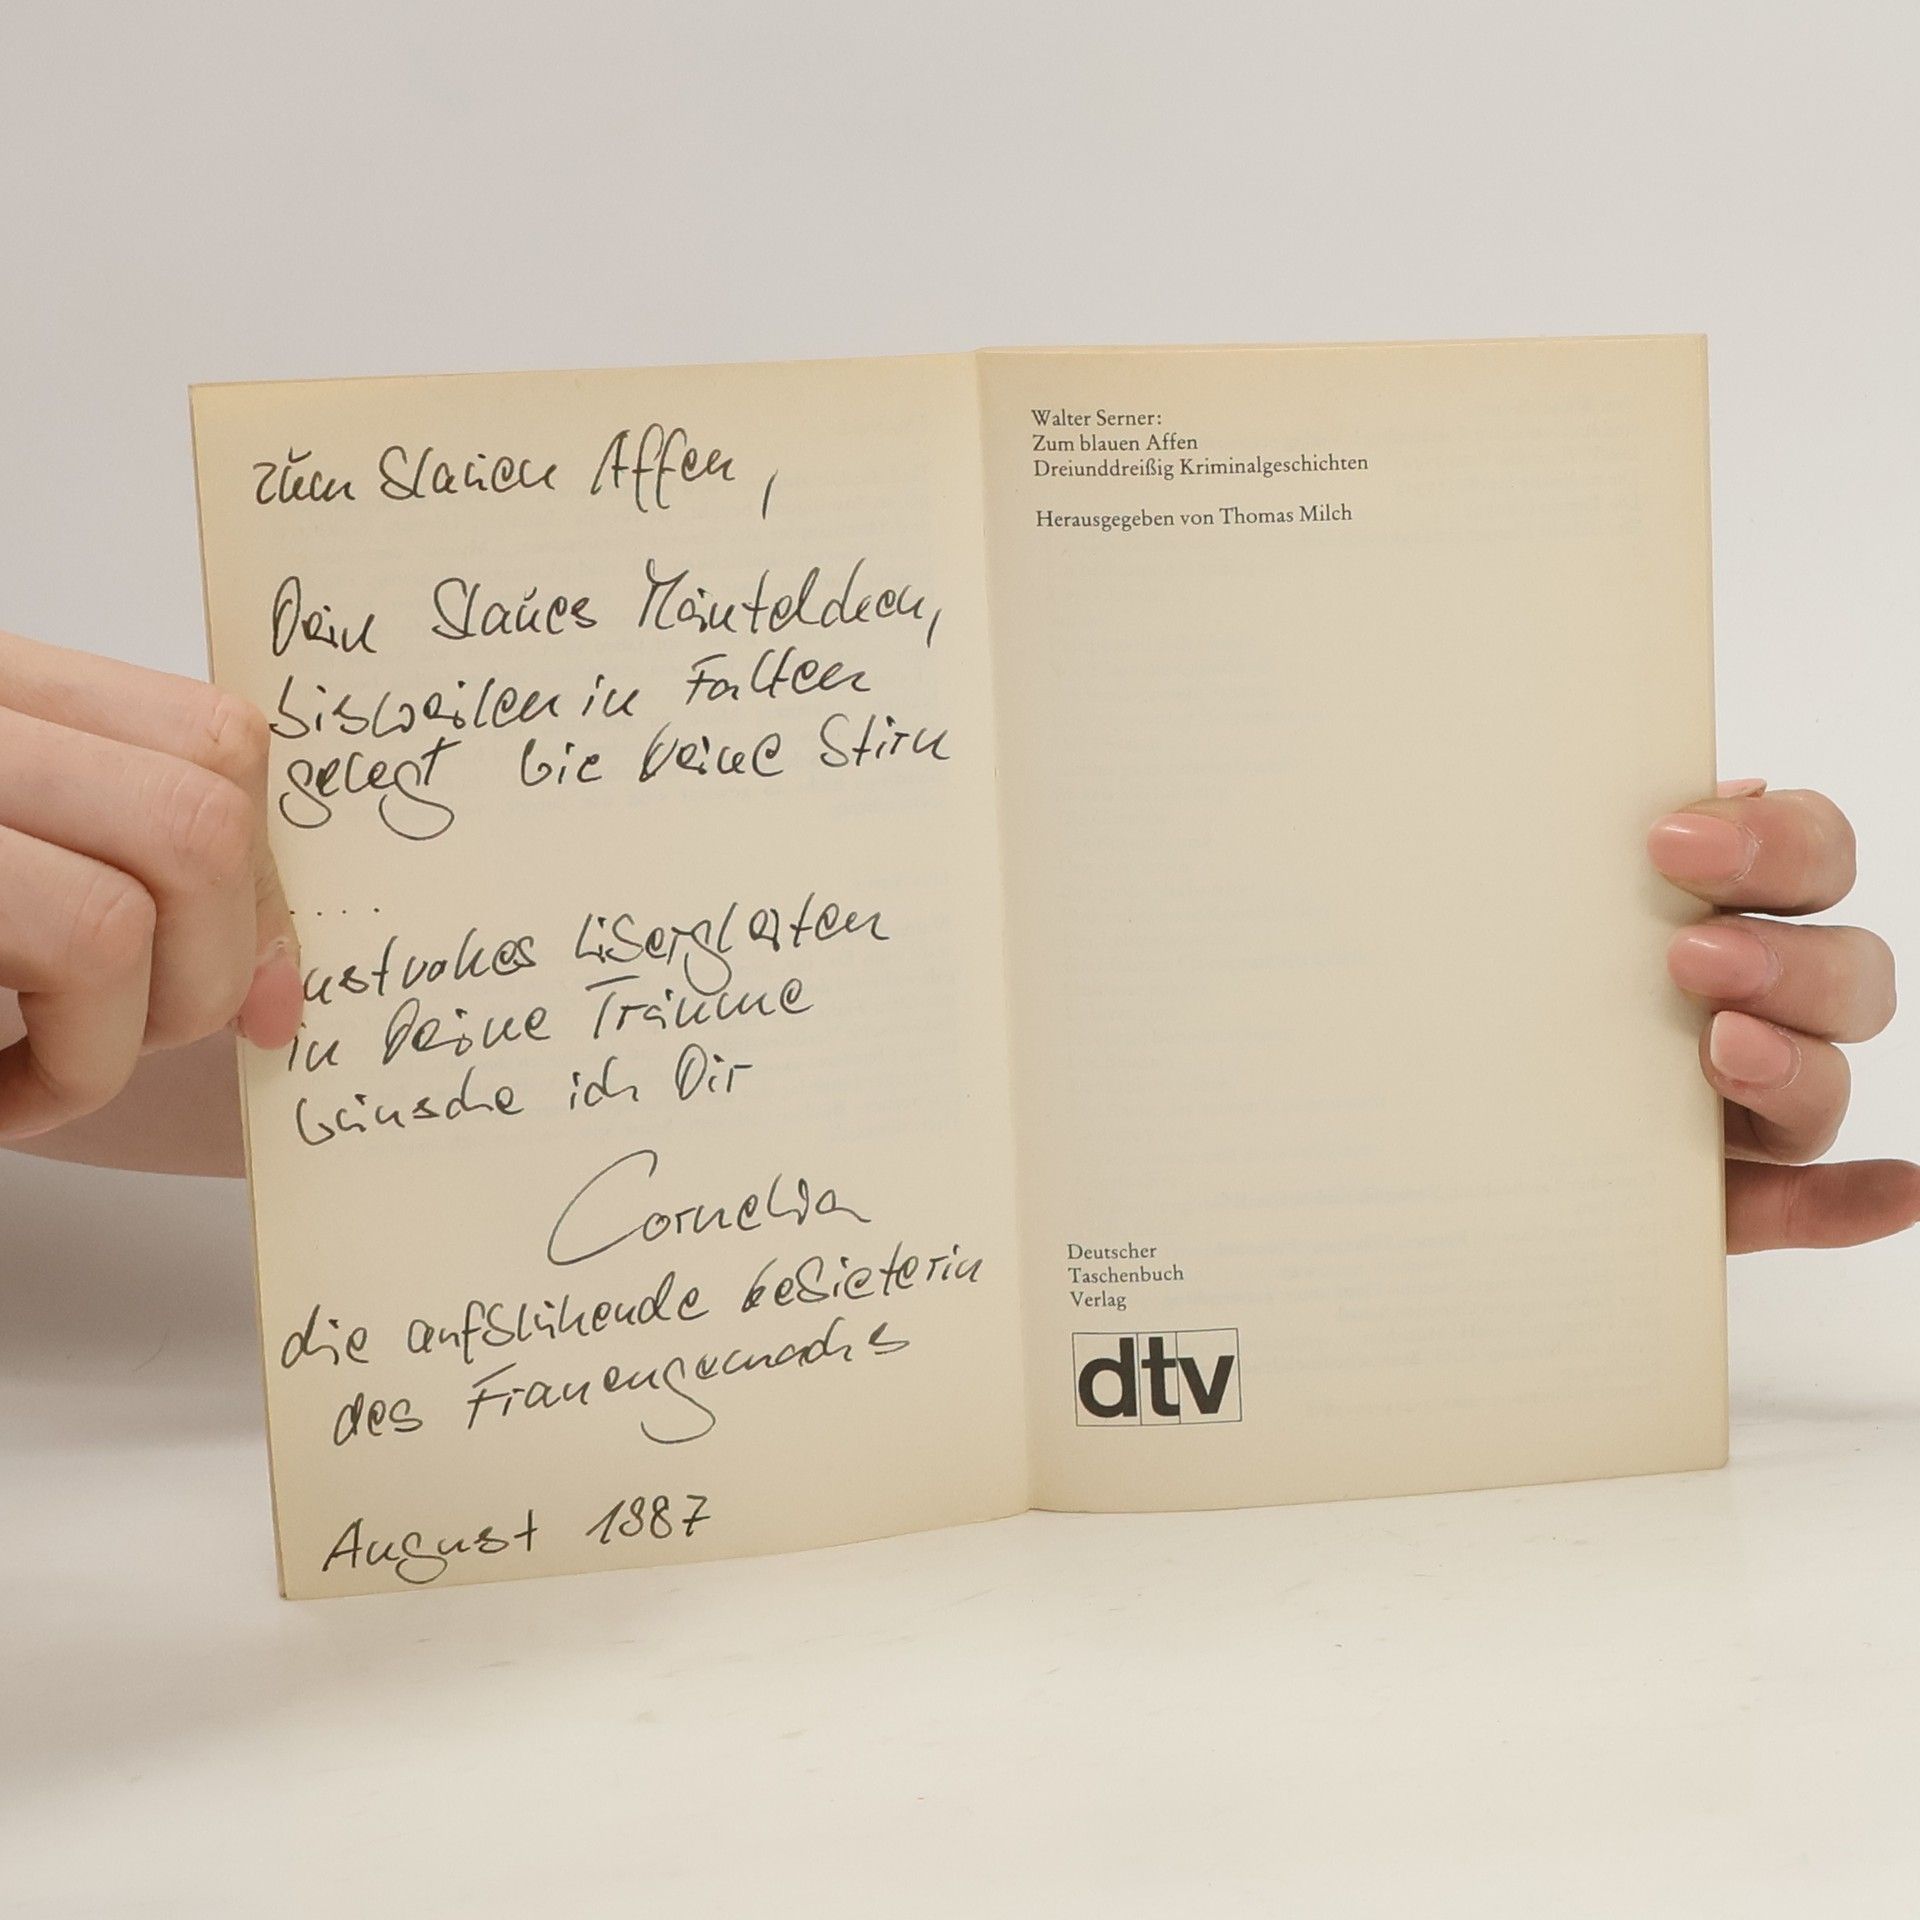 zum blauen Affen,
Dein blaues Mäntelchen,
bisweilen in Falten
gelegt wie Deine Stirn
....
lustvolles Übergleiten
in Deine Träume
wünsche ich Dir
Cornelia
die aufblühende Gebieterin
des Frauengemachs
August 1987
Walter Serner:
Zum blauen Affen
Dreiunddreißig Kriminalgeschichten
Herausgegeben von Thomas Milch
Deutscher
Taschenbuch
Verlag
dtv